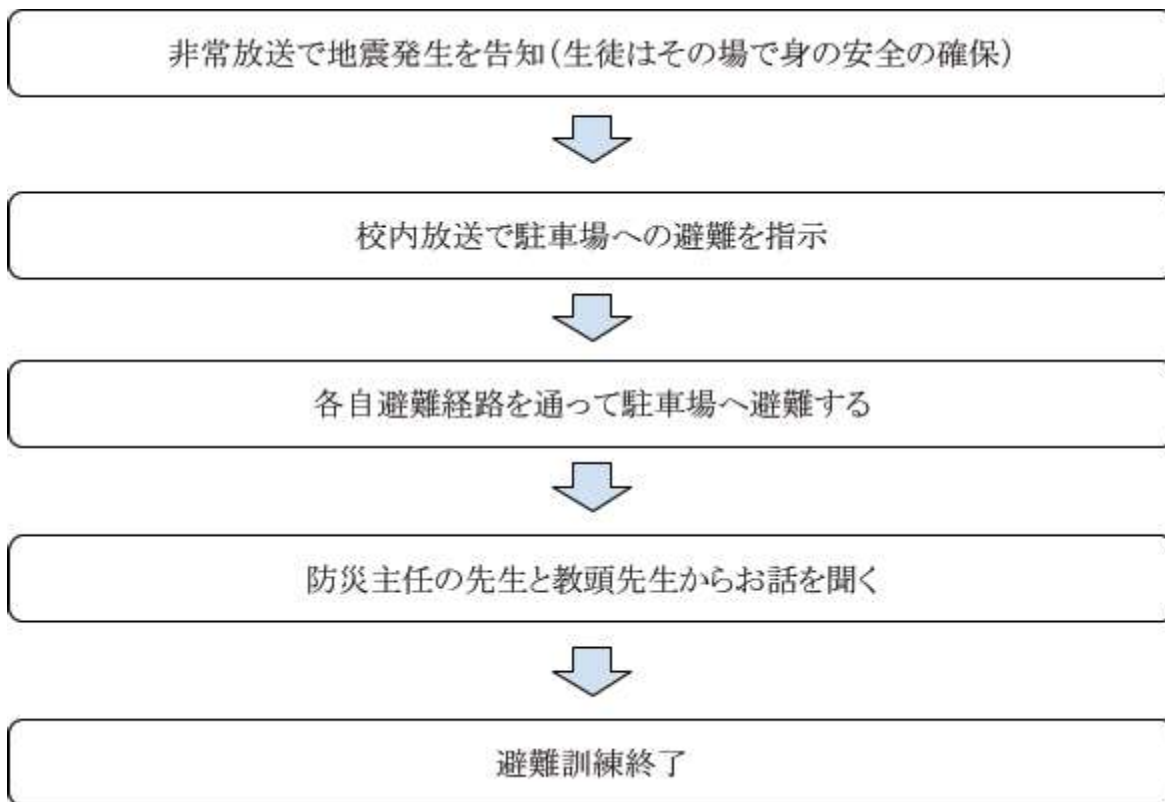 非常放送で地震発生を告知(生徒はその場で身の安全の確保)
校内放送で駐車場への避難を指示
各自避難経路を通って駐車場へ避難する
防災主任の先生と教頭先生からお話を聞く
避難訓練終了